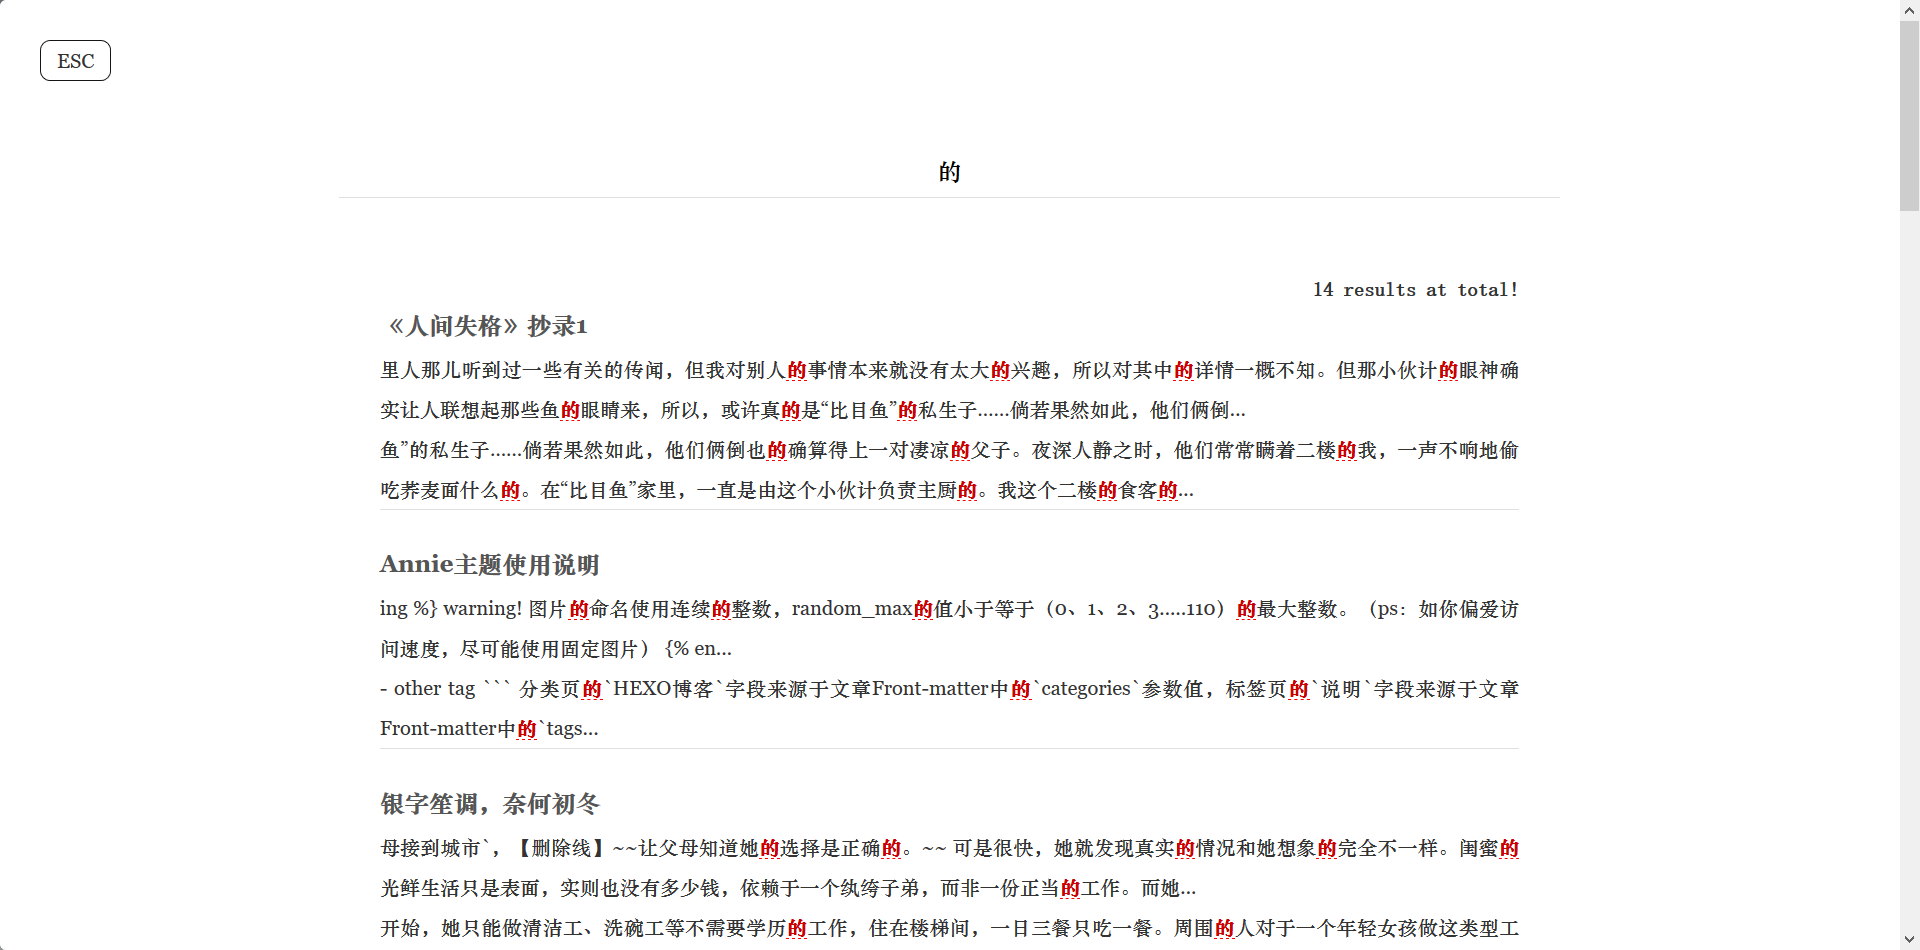 ESC
的
14 results at total!
《人间失格》抄录1
里人那儿听到过一些有关的传闻，但我对别人的事情本来就没有太大的兴趣，所以对其中的详情一概不知。但那小伙计的眼神确
实让人联想起那些鱼的眼睛来，所以，或许真的是“比目鱼”的私生子……倘若果然如此，他们俩倒...
鱼”的私生子……倘若果然如此，他们俩倒也的确算得上一对凄凉的父子。夜深人静之时，他们常常瞒着二楼的我，一声不响地偷
吃荞麦面什么的。在“比目鱼”家里，一直是由这个小伙计负责主厨的。我这个二楼的食客的...
Annie主题使用说明
ing %} warning! 图片的命名使用连续的整数，random_max的值小于等于（0、1、2、3.....110）的最大整数。（ps：如你偏爱访
问速度，尽可能使用固定图片） {% en...
- other tag ``` 分类页的`HEXO博客`字段来源于文章Front-matter中的`categories`参数值，标签页的`说明`字段来源于文章
Front-matter中的`tags...
银字笙调，奈何初冬
母接到城市`，【删除线】~~让父母知道她的选择是正确的。~~ 可是很快，她就发现真实的情况和她想象的完全不一样。闺蜜的
光鲜生活只是表面，实则也没有多少钱，依赖于一个纨绔子弟，而非一份正当的工作。而她...
开始，她只能做清洁工、洗碗工等不需要学历的工作，住在楼梯间，一日三餐只吃一餐。周围的人对于一个年轻女孩做这类型工